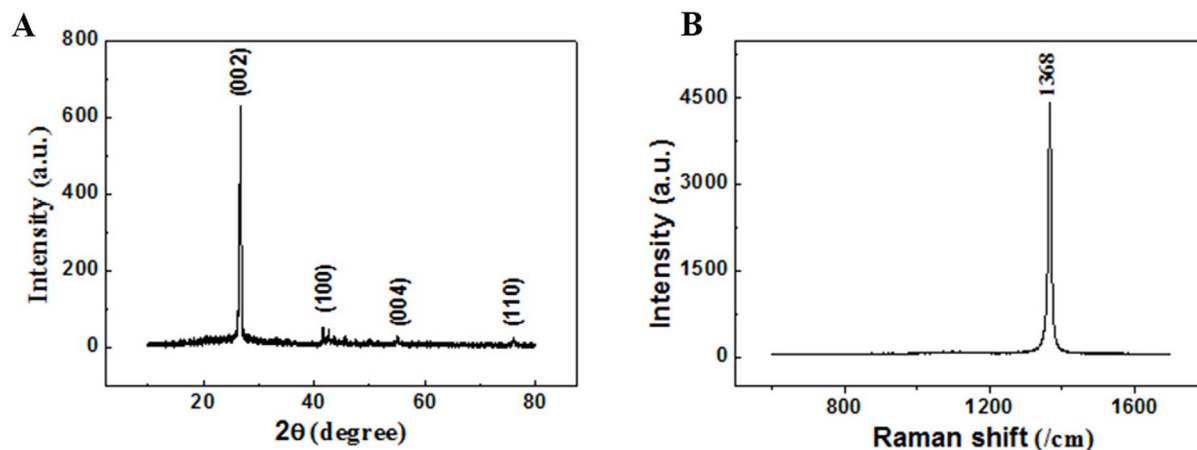 A
800
600
400
200
0
Intensity (a.u.)
(002)
(100)
(004)
(110)
20 40 60 80
2θ (degree)
B
4500
3000
1500
0
Intensity (a.u.)
1368
800 1200 1600
Raman shift (/cm)